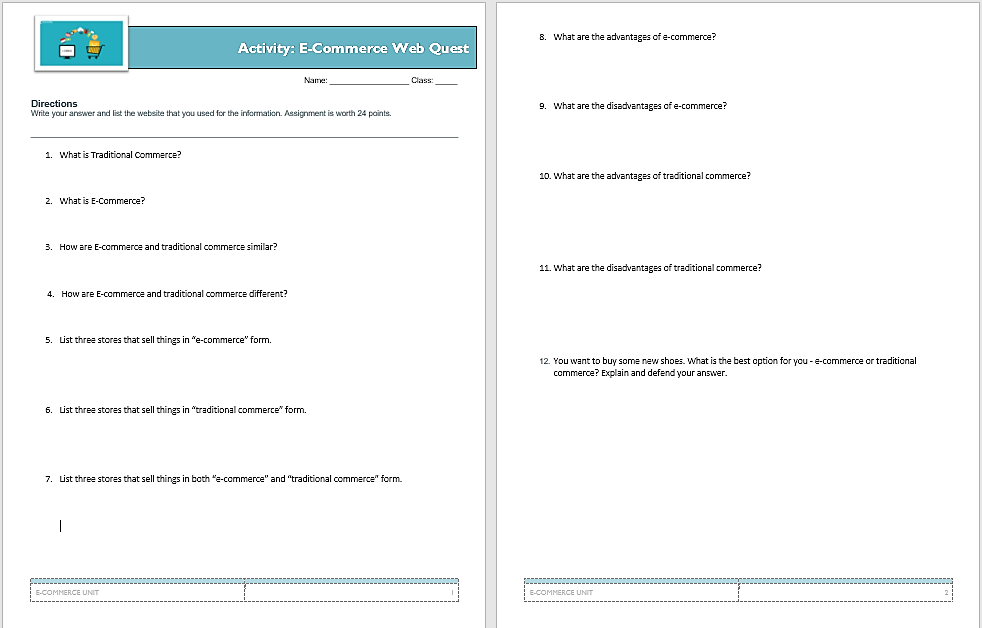 Activity: E-Commerce Web Quest
Name: _________________ Class: _____
Directions
Write your answer and list the website that you used for the information. Assignment is worth 24 points.
1. What is Traditional Commerce?
2. What is E-Commerce?
3. How are E-commerce and traditional commerce similar?
4. How are E-commerce and traditional commerce different?
5. List three stores that sell things in “e-commerce” form.
6. List three stores that sell things in “traditional commerce” form.
7. List three stores that sell things in both “e-commerce” and “traditional commerce” form.
E-COMMERCE UNIT 1
8. What are the advantages of e-commerce?
9. What are the disadvantages of e-commerce?
10. What are the advantages of traditional commerce?
11. What are the disadvantages of traditional commerce?
12. You want to buy some new shoes. What is the best option for you - e-commerce or traditional
commerce? Explain and defend your answer.
E-COMMERCE UNIT 2